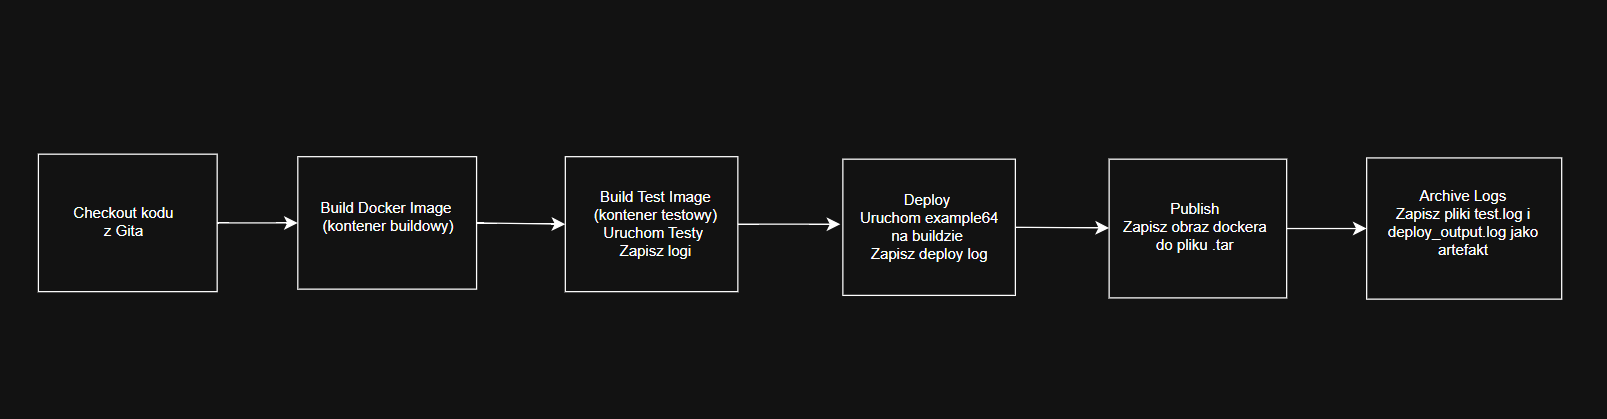 Checkout kodu
z Gita
Build Docker Image
(kontener buildowy)
Build Test Image
(kontener testowy)
Uruchom Testy
Zapisz logi
Deploy
Uruchom example64
na buildzie
Zapisz deploy log
Publish
Zapisz obraz dockera
do pliku .tar
Archive Logs
Zapisz pliki test.log i
deploy_output.log jako
artefakt